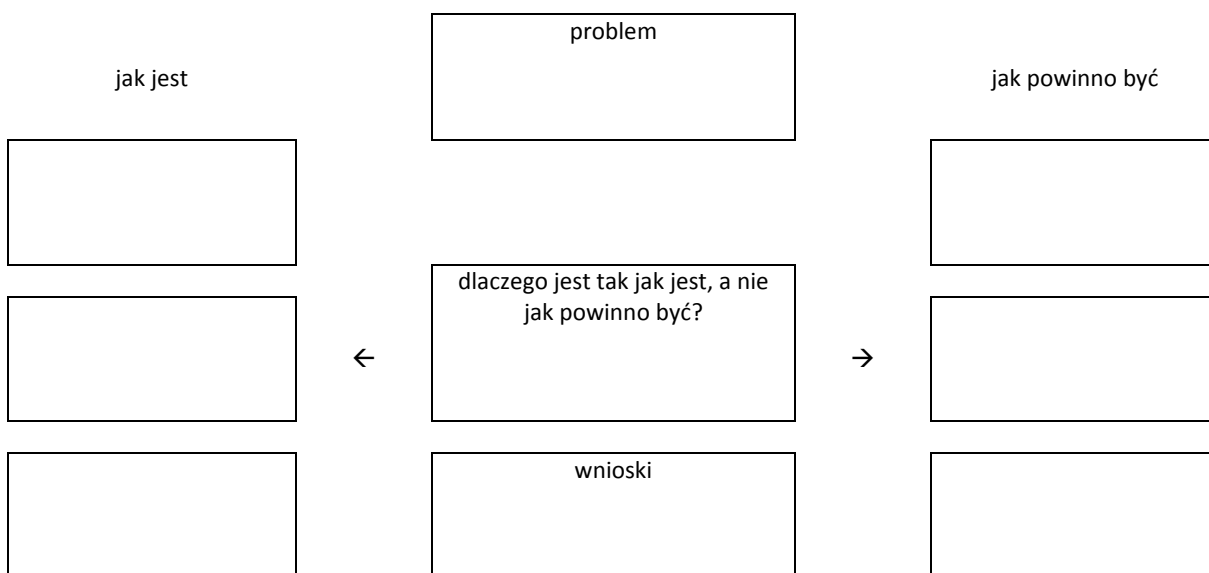 problem
jak jest
jak powinno być
dlaczego jest tak jak jest, a nie
jak powinno być?
←
→
wnioski